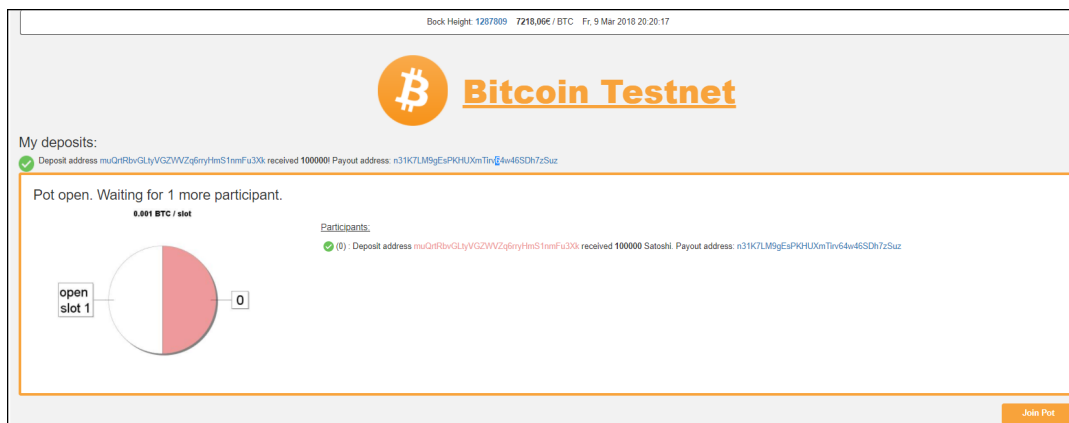 Bock Height: 1287809 7218,06€ / BTC Fr, 9 Mär 2018 20:20:17
Bitcoin Testnet
My deposits:
Deposit address muQrtRbvGLtyVGZWVZq6rryHmS1nmFu3Xk received 100000! Payout address: n31K7LM9gEsPKHUXmTirv64w46SDh7zSuz
Pot open. Waiting for 1 more participant.
0.001 BTC / slot
Participants:
(0) : Deposit address muQrtRbvGLtyVGZWVZq6rryHmS1nmFu3Xk received 100000 Satoshi. Payout address: n31K7LM9gEsPKHUXmTirv64w46SDh7zSuz
open
slot 1
0
Join Pot